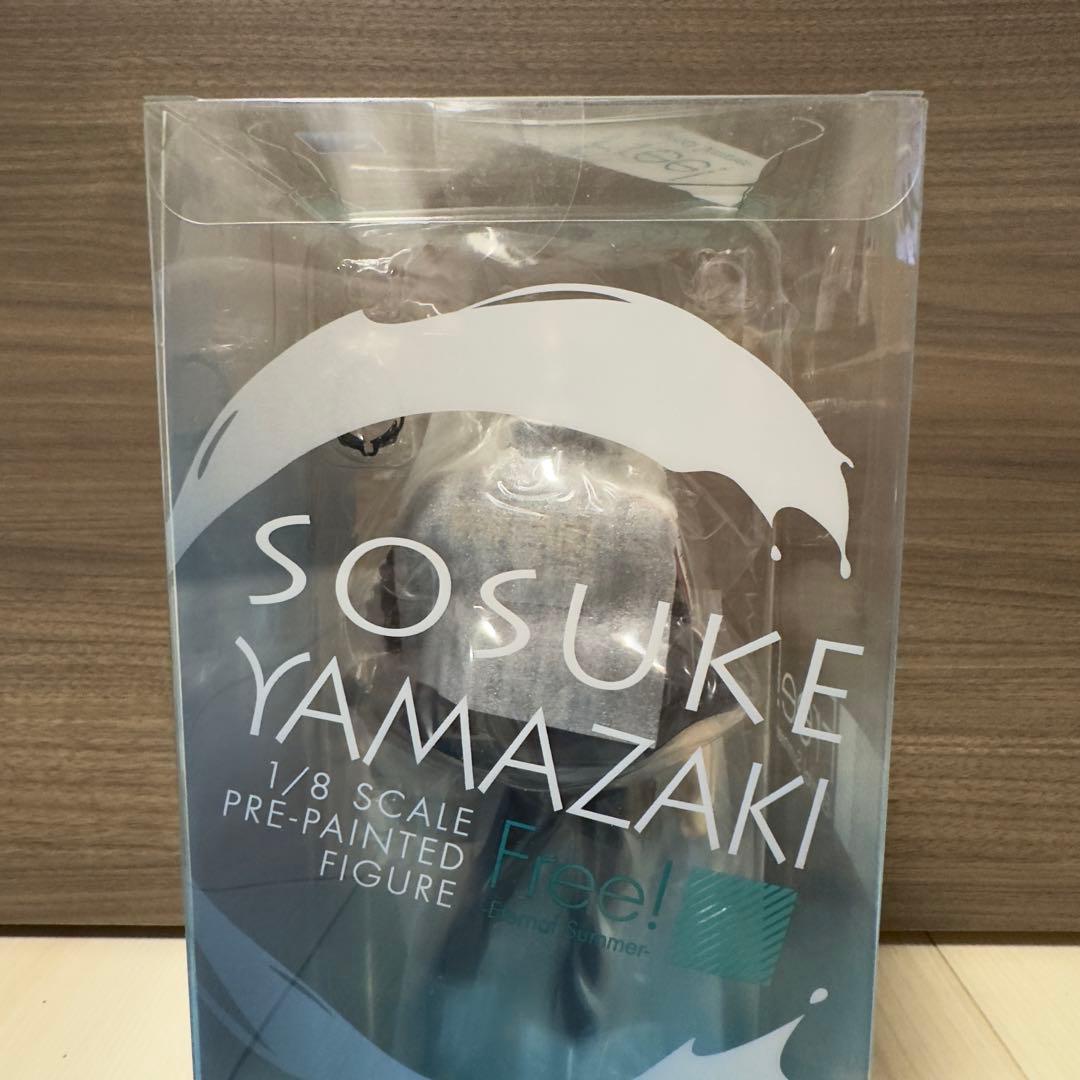 SOSUKE
YAMAZAKI
1/8 SCALE
PRE-PAINTED
FIGURE
Free!
-Eternal Summer-